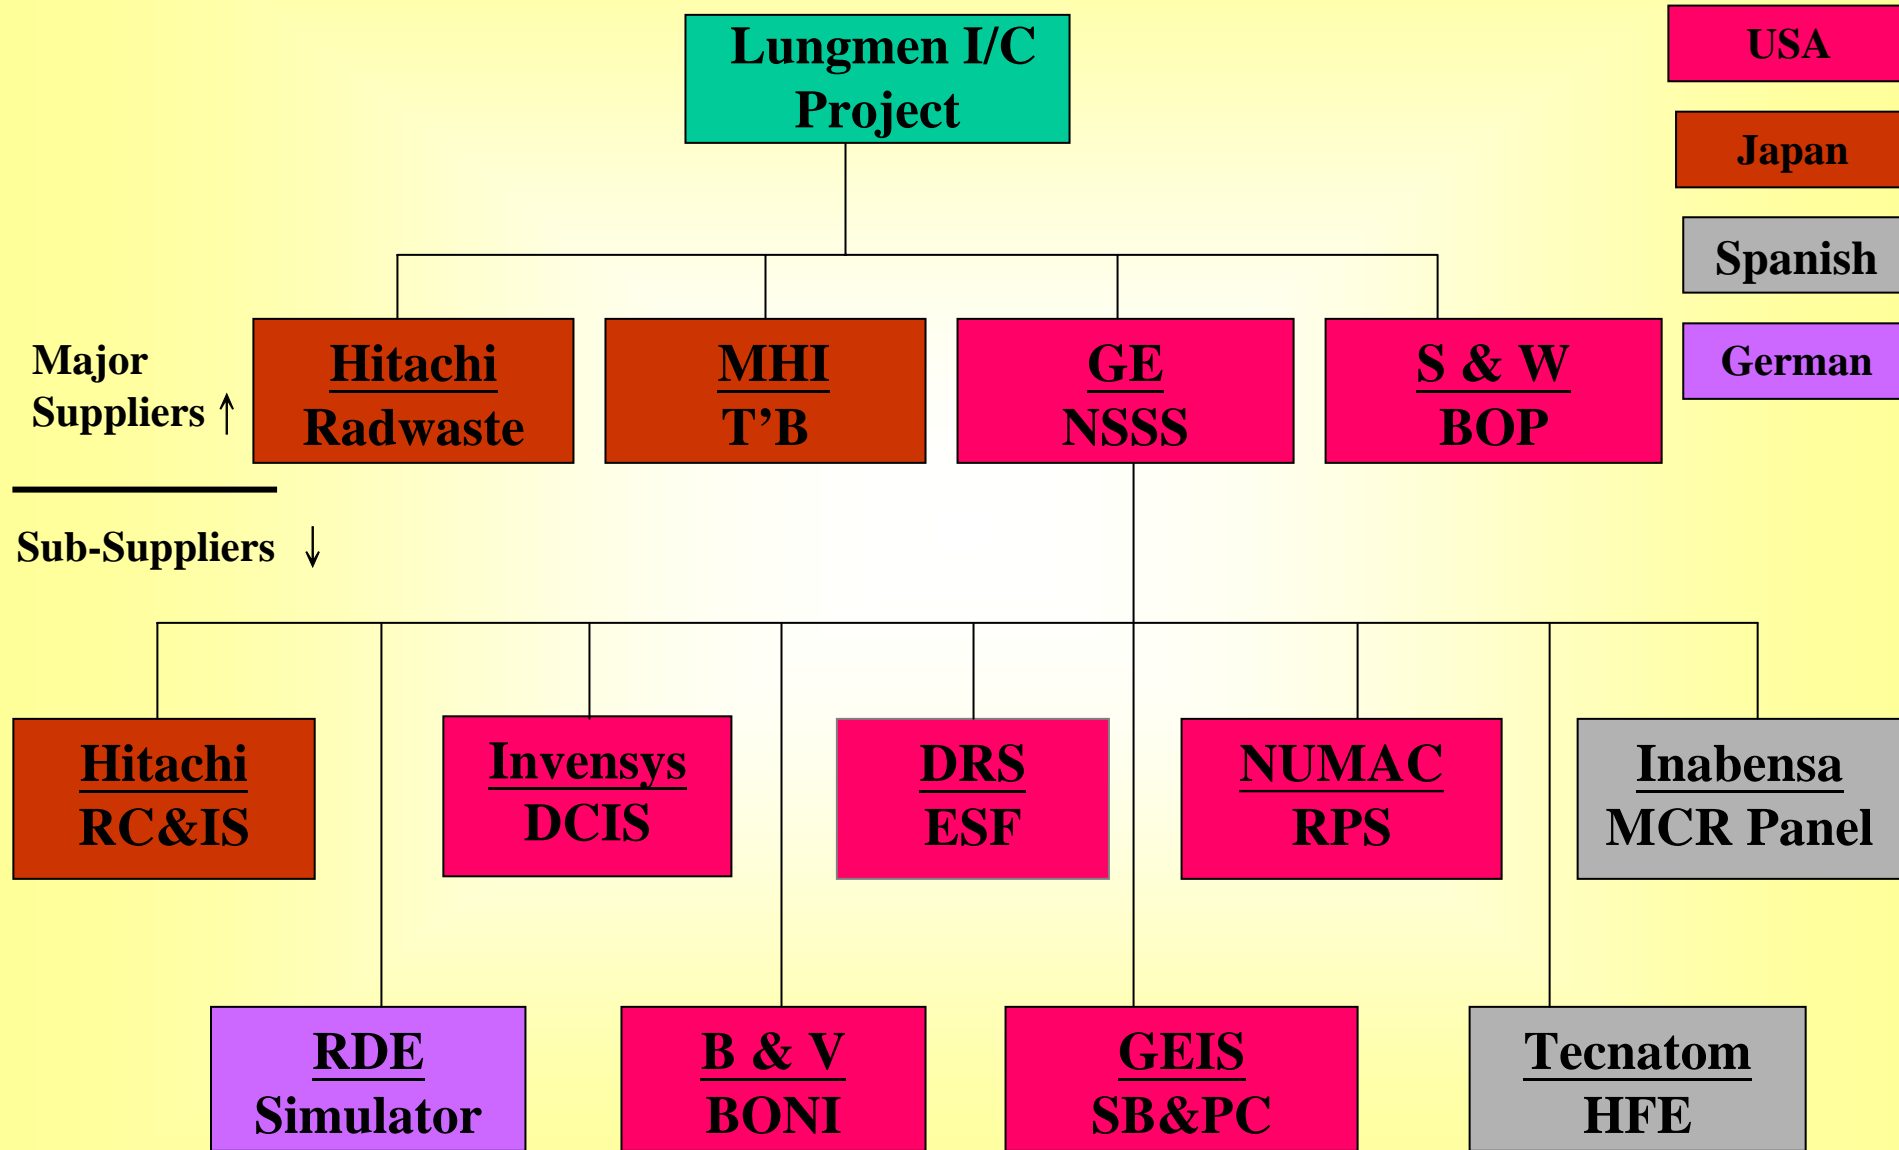 Lungmen I/C
Project
USA
Japan
Spanish
German
Major
Suppliers ↑
Hitachi
Radwaste
MHI
T’B
GE
NSSS
S & W
BOP
Sub-Suppliers ↓
Hitachi
RC&IS
Invensys
DCIS
DRS
ESF
NUMAC
RPS
Inabensa
MCR Panel
RDE
Simulator
B & V
BONI
GEIS
SB&PC
Tecnatom
HFE